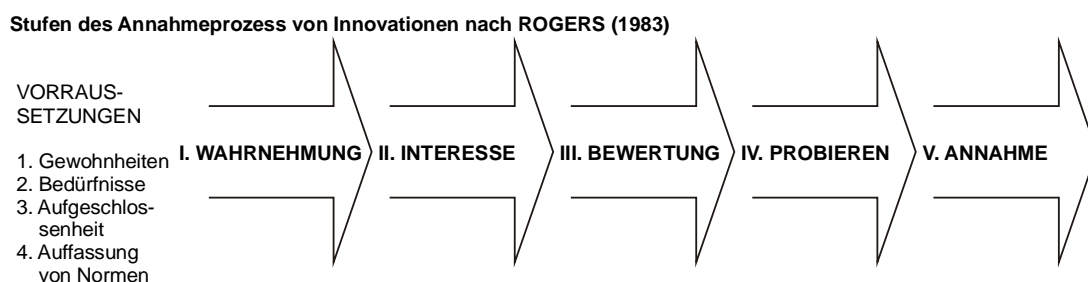 Stufen des Annahmeprozess von Innovationen nach ROGERS (1983)
VORRAUS-
SETZUNGEN
1. Gewohnheiten
2. Bedürfnisse
3. Aufgeschlos-
senheit
4. Auffassung
von Normen
I. WAHRNEHMUNG
II. INTERESSE
III. BEWERTUNG
IV. PROBIEREN
V. ANNAHME